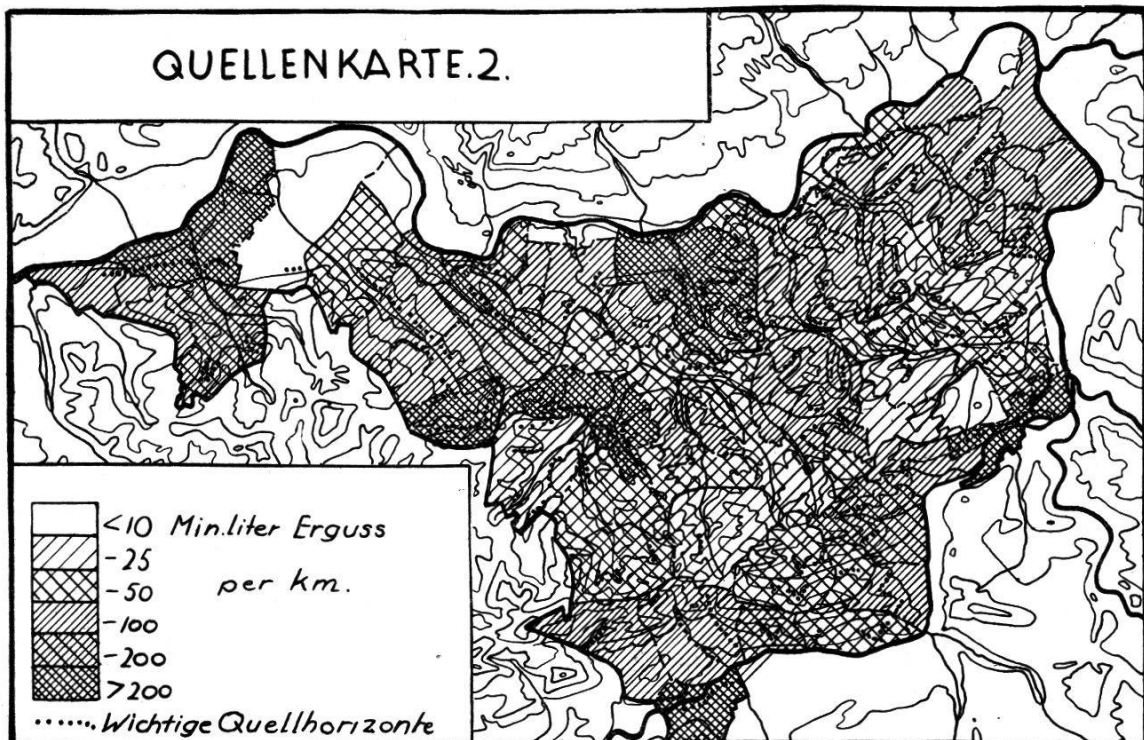 QUELLENKARTE.2.
<10 Min.liter Erguss
-25
per km.
-50
-100
-200
>200
Wichtige Quellhorizonte